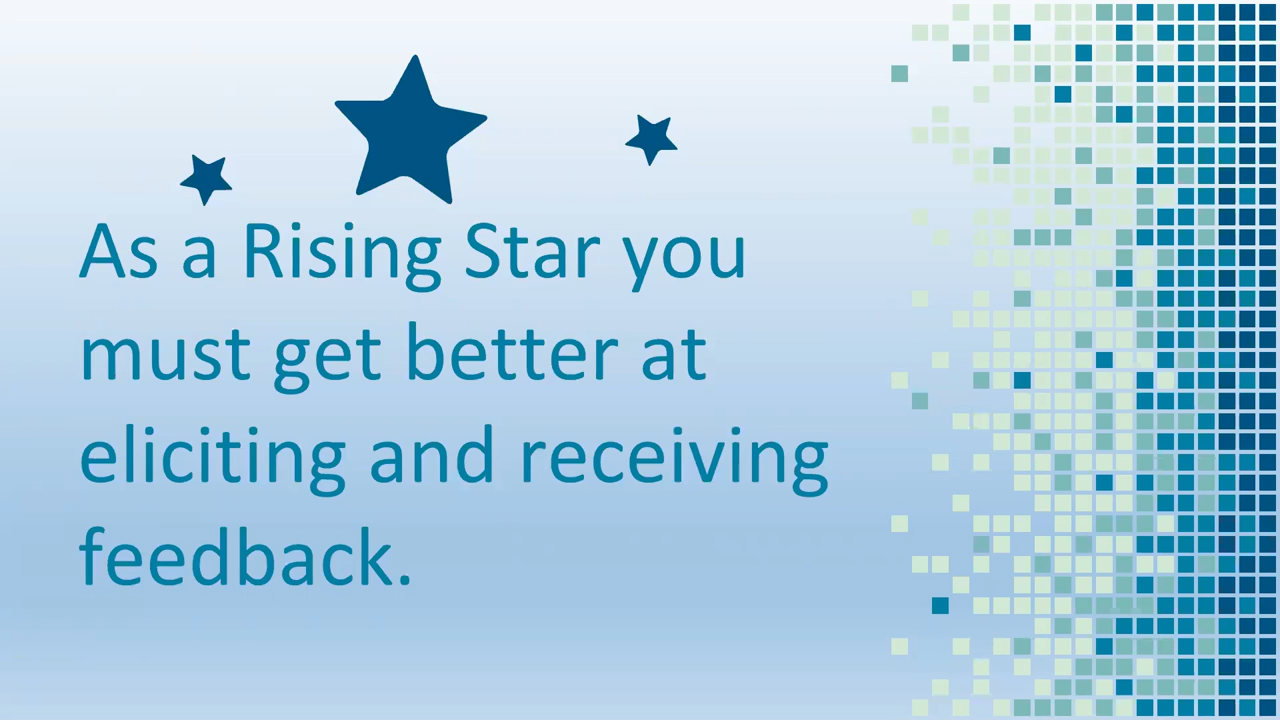 As a Rising Star you
must get better at
eliciting and receiving
feedback.